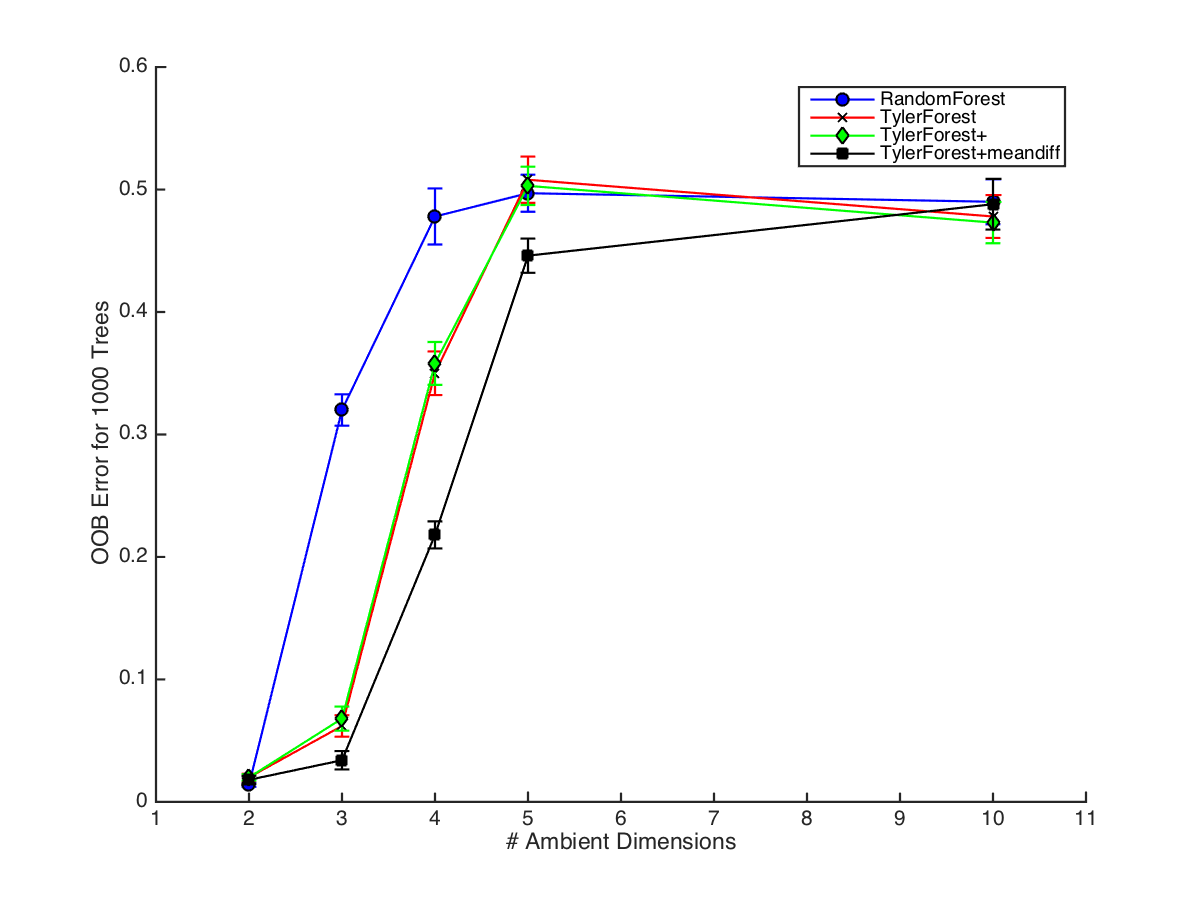 0.6
0.5
0.4
0.3
0.2
0.1
0
OOB Error for 1000 Trees
RandomForest
TylerForest
TylerForest+
TylerForest+meandiff
1 2 3 4 5 6 7 8 9 10 11
# Ambient Dimensions